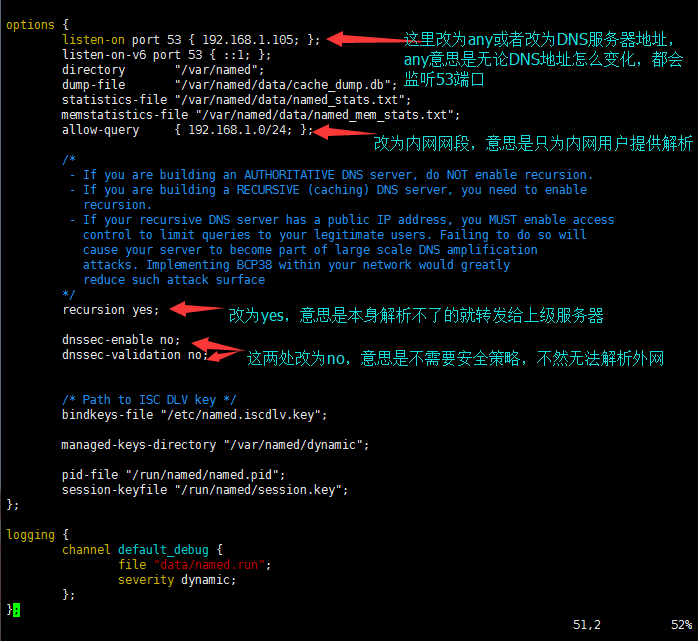 options {
listen-on port 53 { 192.168.1.105; };
这里改为any或者改为DNS服务器地址，
listen-on-v6 port 53 { ::1; };
any意思是无论DNS地址怎么变化，都会
directory "/var/named";
监听53端口
dump-file "/var/named/data/cache_dump.db";
statistics-file "/var/named/data/named_stats.txt";
memstatistics-file "/var/named/data/named_mem_stats.txt";
allow-query { 192.168.1.0/24; };
改为内网网段，意思是只为内网用户提供解析
/*
- If you are building an AUTHORITATIVE DNS server, do NOT enable recursion.
- If you are building a RECURSIVE (caching) DNS server, you need to enable
recursion.
- If your recursive DNS server has a public IP address, you MUST enable access
control to limit queries to your legitimate users. Failing to do so will
cause your server to become part of large scale DNS amplification
attacks. Implementing BCP38 within your network would greatly
reduce such attack surface
*/
recursion yes;
改为yes，意思是本身解析不了的就转发给上级服务器
dnssec-enable no;
dnssec-validation no;
这两处改为no，意思是不需要安全策略，不然无法解析外网
/* Path to ISC DLV key */
bindkeys-file "/etc/named.iscdlv.key";
managed-keys-directory "/var/named/dynamic";
pid-file "/run/named/named.pid";
session-keyfile "/run/named/session.key";
};
logging {
channel default_debug {
file "data/named.run";
severity dynamic;
};
};
51,2 52%